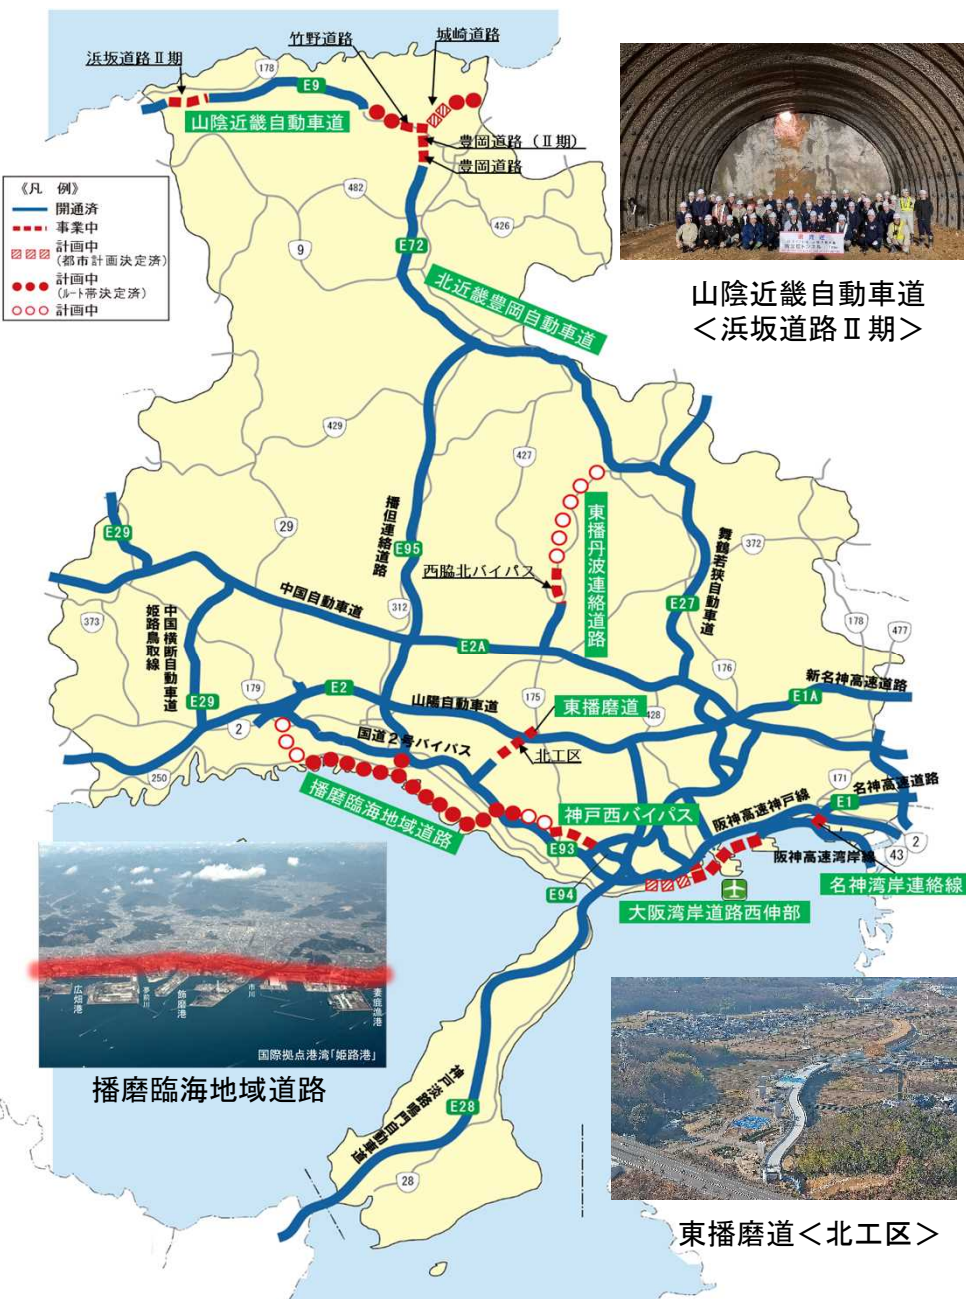 浜坂道路Ⅱ期
竹野道路
城崎道路
178
E9
山陰近畿自動車道
豊岡道路（Ⅱ期）
豊岡道路
《凡 例》
開通済
事業中
計画中
(都市計画決定済)
計画中
(ルート帯決定済)
計画中
482
426
9
E72
北近畿豊岡自動車道
山陰近畿自動車道
＜浜坂道路Ⅱ期＞
429
427
播但連絡道路
東播丹波連絡道路
舞鶴若狭自動車道
29
E29
E95
372
西脇北バイパス
中国自動車道
312
E27
373
中国横断自動車道
姫路鳥取線
E2A
178
477
176
新名神高速道路
179
E2
175
E1A
E29
山陽自動車道
東播磨道
428
2
国道2号バイパス
北工区
250
171
名神高速道路
播磨臨海地域道路
神戸西バイパス
阪神高速神戸線
E1
E93
阪神高速湾岸線
43
2
E94
名神湾岸連絡線
大阪湾岸道路西伸部
広畑港
夢前川
飾磨港
市川
妻鹿漁港
国際拠点港湾「姫路港」
播磨臨海地域道路
神戸淡路鳴門自動車道
E28
28
東播磨道＜北工区＞